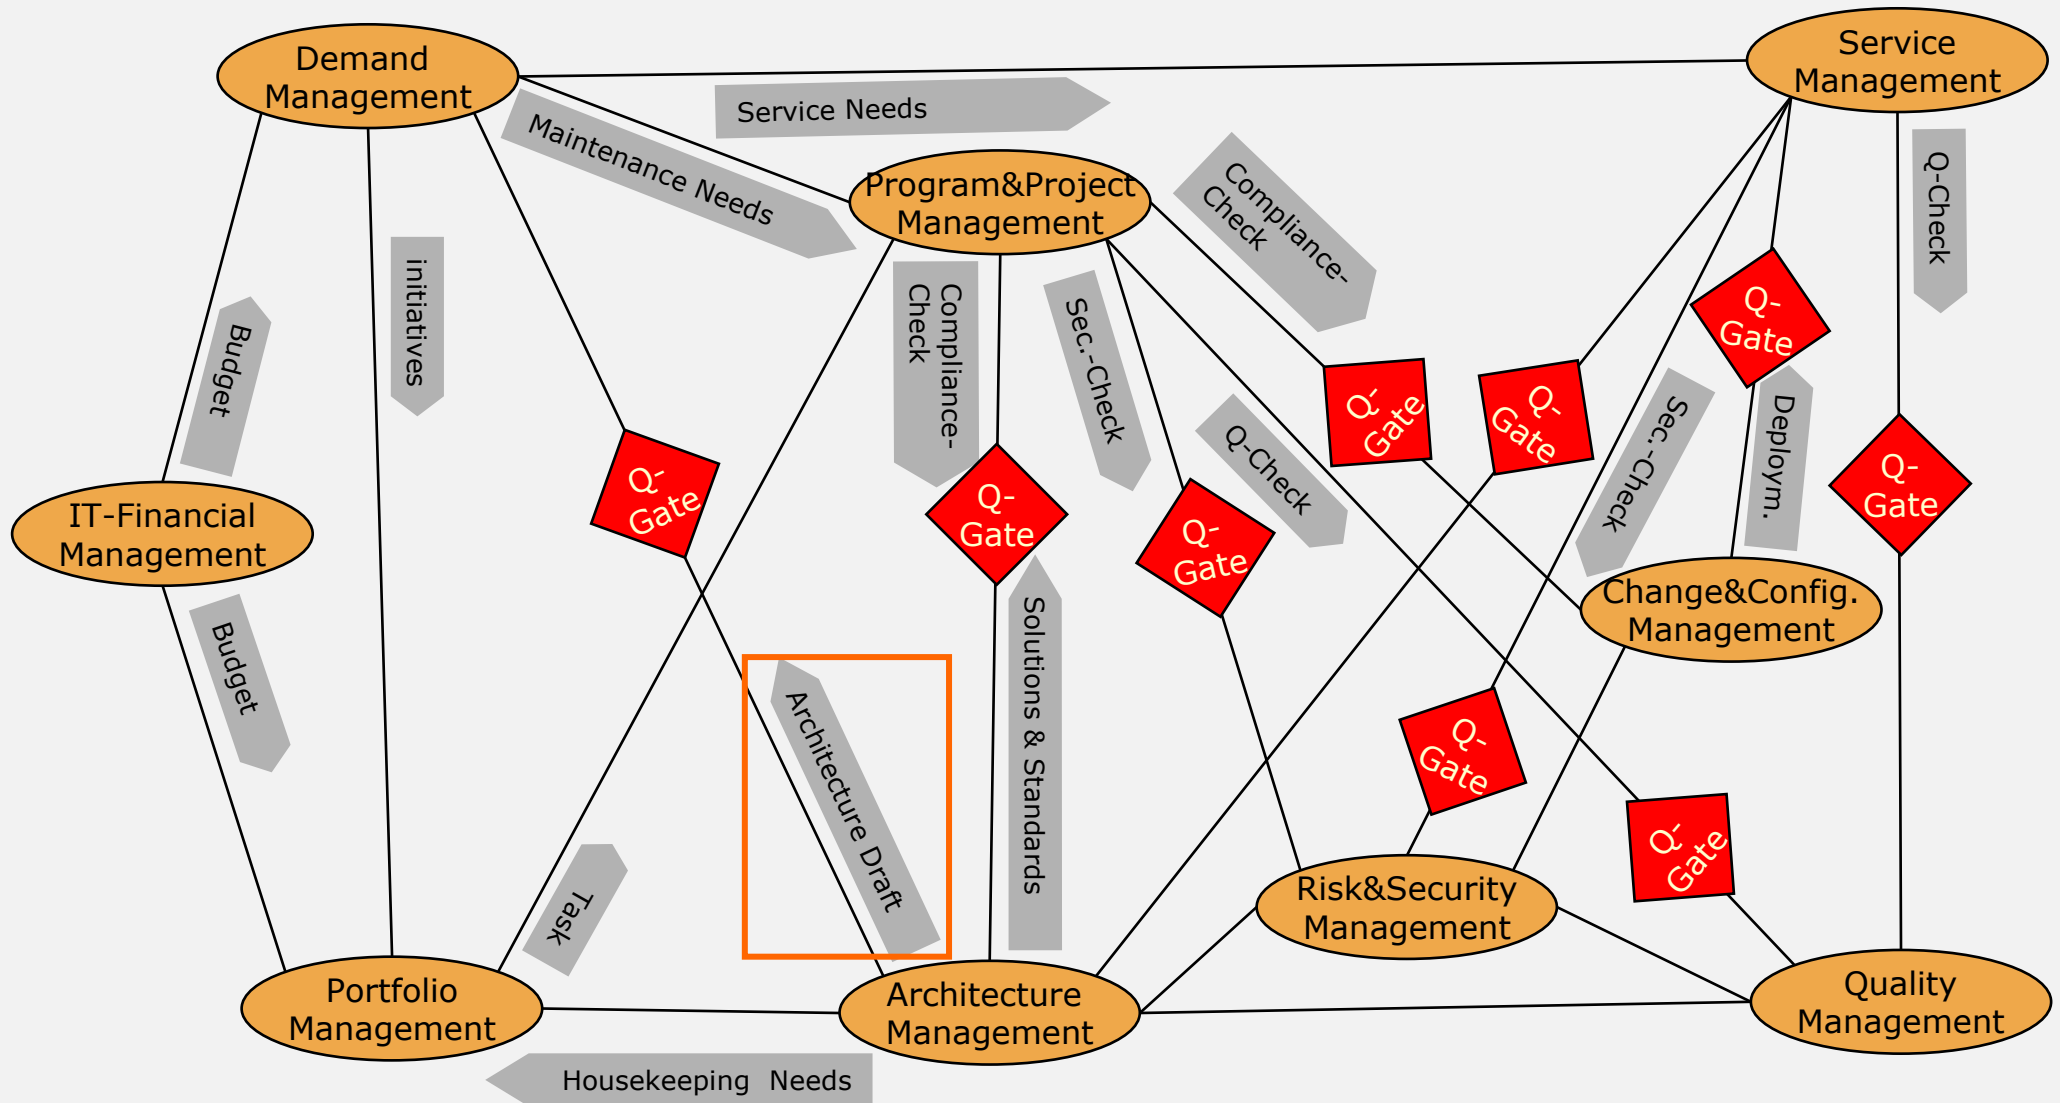 Demand
Management
Service
Management
Service Needs
Maintenance Needs
Program&Project
Management
Compliance-
Check
Q-Check
initiatives
Budget
Compliance-
Check
Sec.-Check
Q-Check
Q-
Gate
Q-
Gate
Q-
Gate
Sec.-Check
Deploym.
Q-
Gate
Q-
Gate
Q-
Gate
Q-
Gate
IT-Financial
Management
Change&Config.
Management
Budget
Solutions & Standards
Architecture Draft
Q-
Gate
Q-
Gate
Task
Risk&Security
Management
Portfolio
Management
Architecture
Management
Quality
Management
Housekeeping  Needs